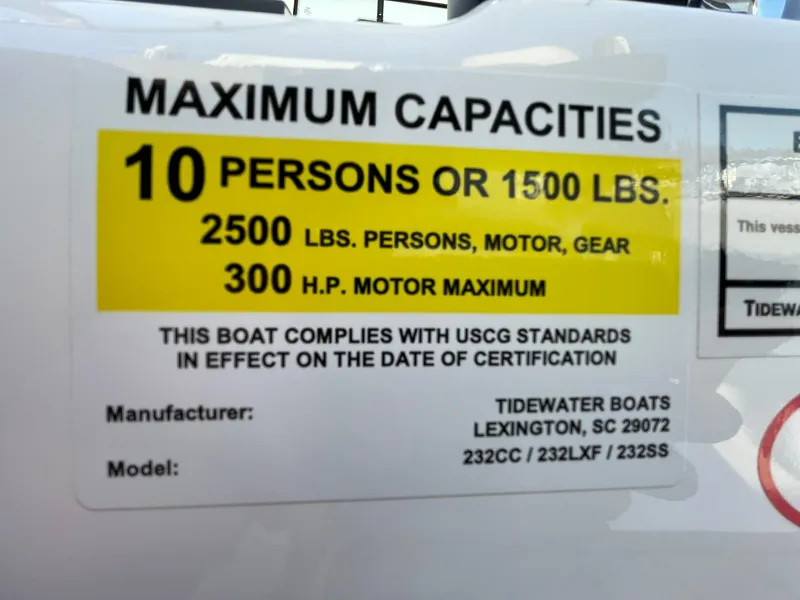 MAXIMUM CAPACITIES
10 PERSONS OR 1500 LBS.
2500 LBS. PERSONS, MOTOR, GEAR
300 H.P. MOTOR MAXIMUM
THIS BOAT COMPLIES WITH USCG STANDARDS
IN EFFECT ON THE DATE OF CERTIFICATION
Manufacturer: TIDEWATER BOATS
LEXINGTON, SC 29072
Model: 232CC / 232LXF / 232SS
This